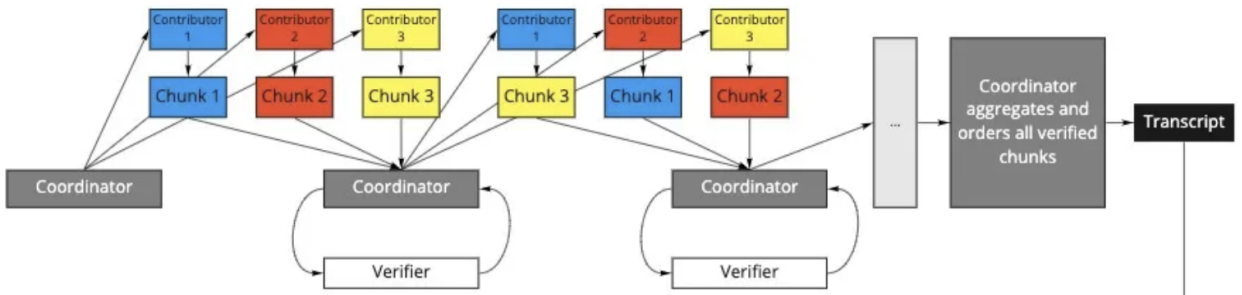 Contributor
1
Contributor
2
Contributor
3
Contributor
1
Contributor
2
Contributor
3
Chunk 1
Chunk 2
Chunk 3
Chunk 3
Chunk 1
Chunk 2
...
Coordinator
aggregates and
orders all verified
chunks
Transcript
Coordinator
Coordinator
Coordinator
Verifier
Verifier